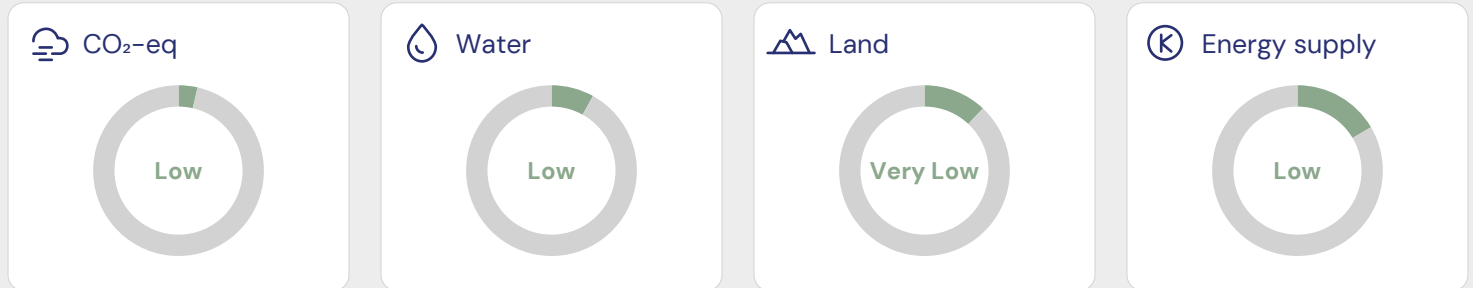 CO₂-eq
Low
Water
Low
Land
Very Low
Energy supply
Low